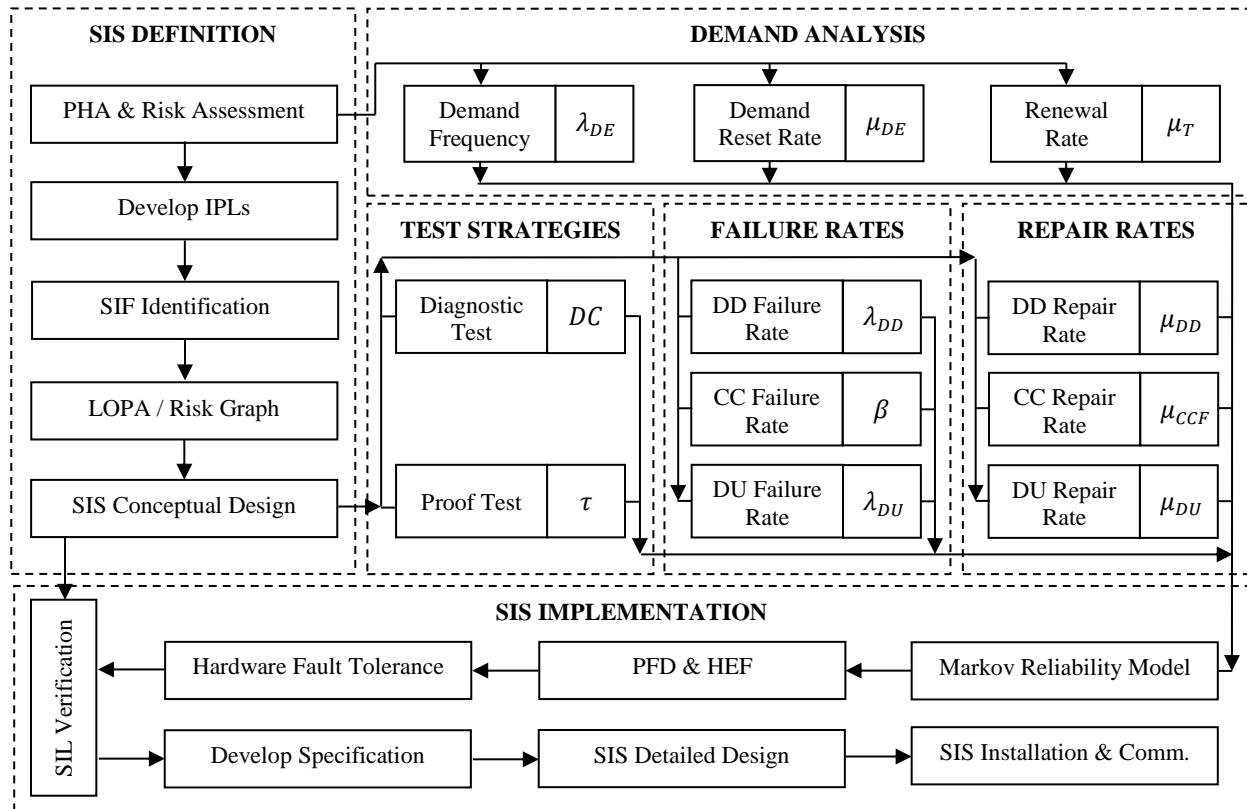 SIS DEFINITION
PHA & Risk Assessment
Develop IPLs
SIF Identification
LOPA / Risk Graph
SIS Conceptual Design
DEMAND ANALYSIS
Demand
Frequency
λ_DE
Demand
Reset Rate
μ_DE
Renewal
Rate
μ_T
TEST STRATEGIES
Diagnostic
Test
DC
Proof Test
τ
FAILURE RATES
DD Failure
Rate
λ_DD
CC Failure
Rate
β
DU Failure
Rate
λ_DU
REPAIR RATES
DD Repair
Rate
μ_DD
CC Repair
Rate
μ_CCF
DU Repair
Rate
μ_DU
SIS IMPLEMENTATION
SIL Verification
Hardware Fault Tolerance
PFD & HEF
Markov Reliability Model
Develop Specification
SIS Detailed Design
SIS Installation & Comm.